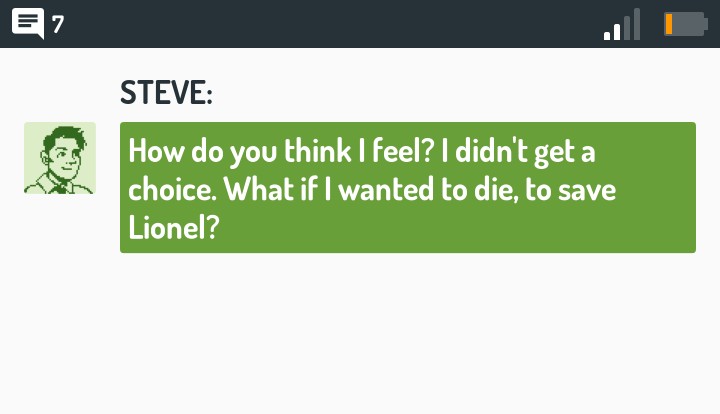 7
STEVE:
How do you think I feel? I didn't get a
choice. What if I wanted to die, to save
Lionel?